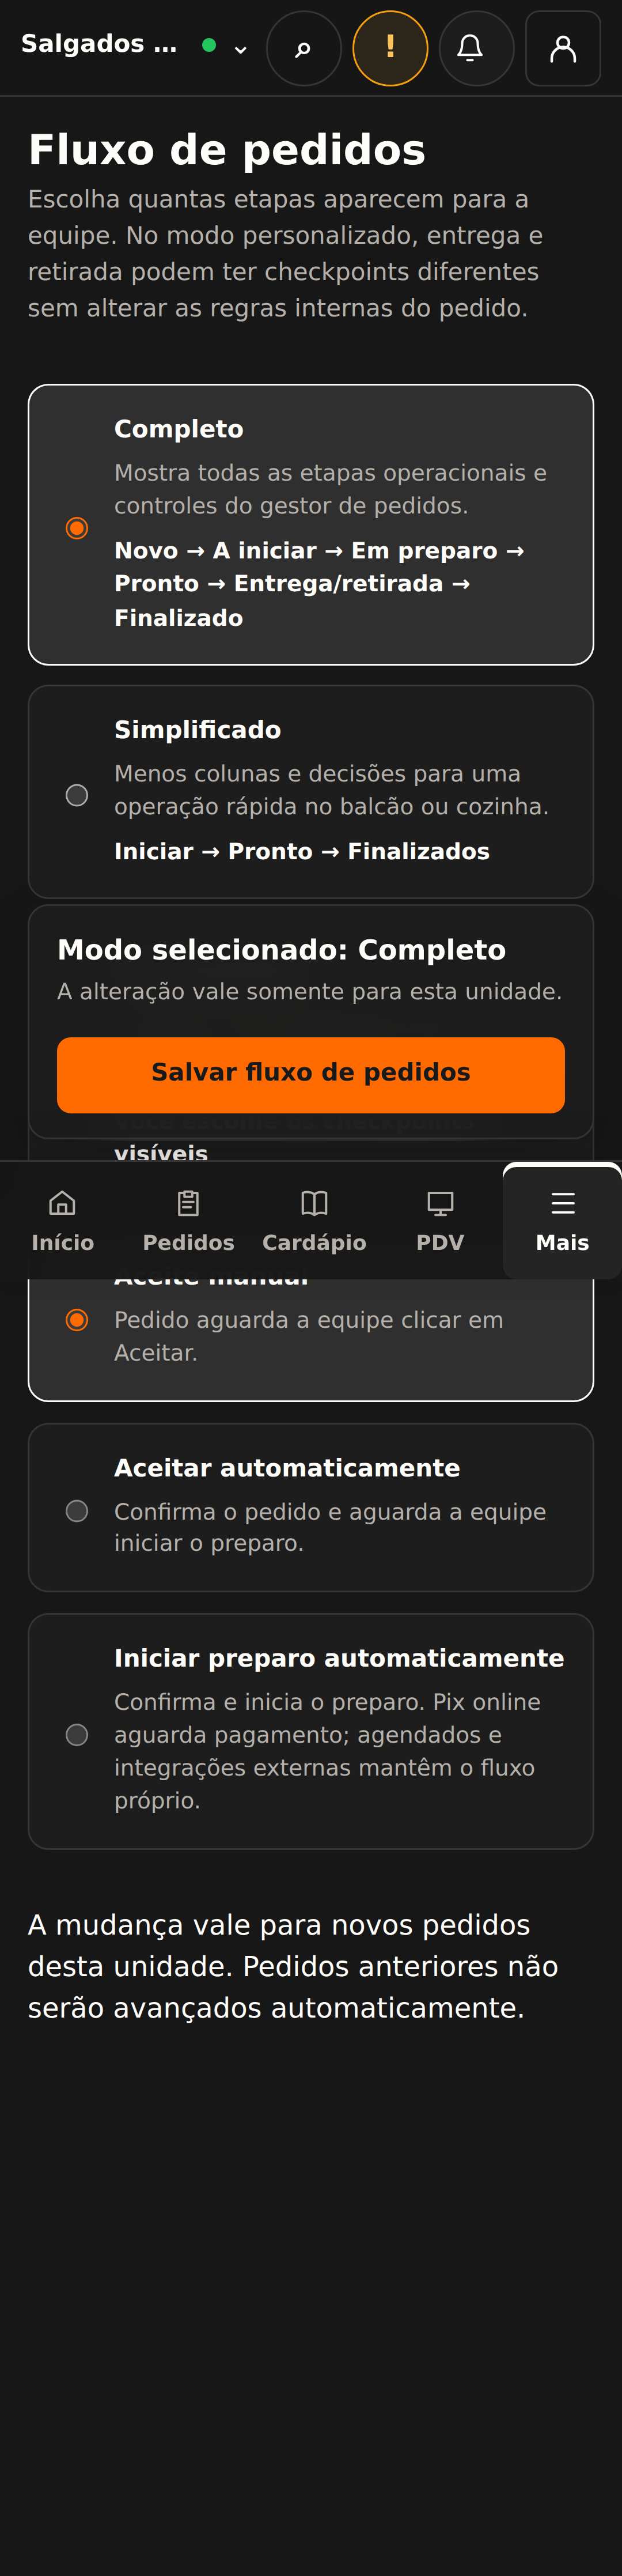 Salgados ...
!
Fluxo de pedidos
Escolha quantas etapas aparecem para a
equipe. No modo personalizado, entrega e
retirada podem ter checkpoints diferentes
sem alterar as regras internas do pedido.
Completo
Mostra todas as etapas operacionais e
controles do gestor de pedidos.
Novo → A iniciar → Em preparo →
Pronto → Entrega/retirada →
Finalizado
Simplificado
Menos colunas e decisões para uma
operação rápida no balcão ou cozinha.
Iniciar → Pronto → Finalizados
Modo selecionado: Completo
A alteração vale somente para esta unidade.
Salvar fluxo de pedidos
Você escolhe os checkpoints
visíveis
Início
Pedidos
Cardápio
PDV
Mais
Aceite manual
Pedido aguarda a equipe clicar em
Aceitar.
Aceitar automaticamente
Confirma o pedido e aguarda a equipe
iniciar o preparo.
Iniciar preparo automaticamente
Confirma e inicia o preparo. Pix online
aguarda pagamento; agendados e
integrações externas mantêm o fluxo
próprio.
A mudança vale para novos pedidos
desta unidade. Pedidos anteriores não
serão avançados automaticamente.